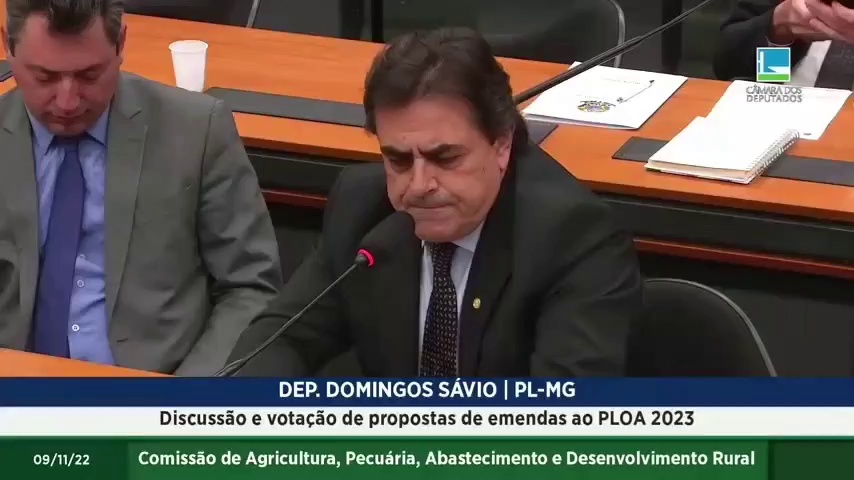 CÂMARA DOS
DEPUTADOS
DEP. DOMINGOS SÁVIO | PL-MG
Discussão e votação de propostas de emendas ao PLOA 2023
09/11/22
Comissão de Agricultura, Pecuária, Abastecimento e Desenvolvimento Rural